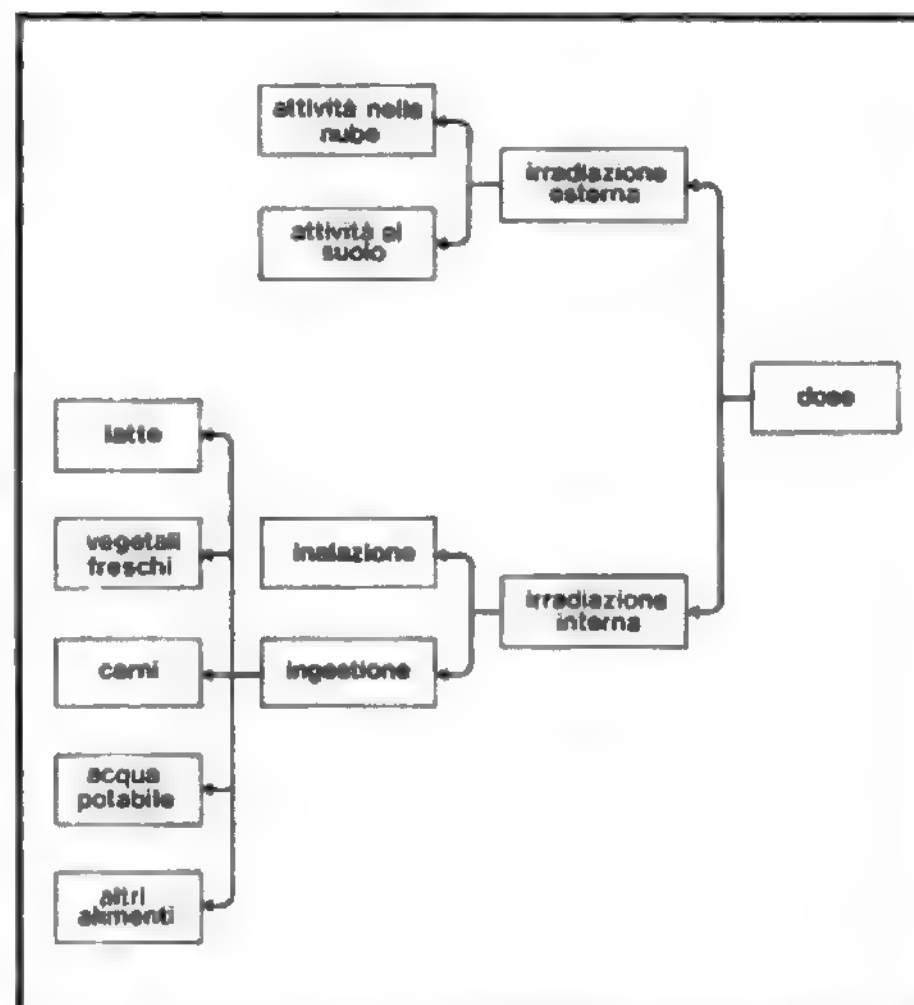 attività nella
nube
irradiazione
esterna
attività al
suolo
dose
latte
vegetali
freschi
inalazione
irradiazione
interna
carni
ingestione
acqua
potabile
altri
alimenti